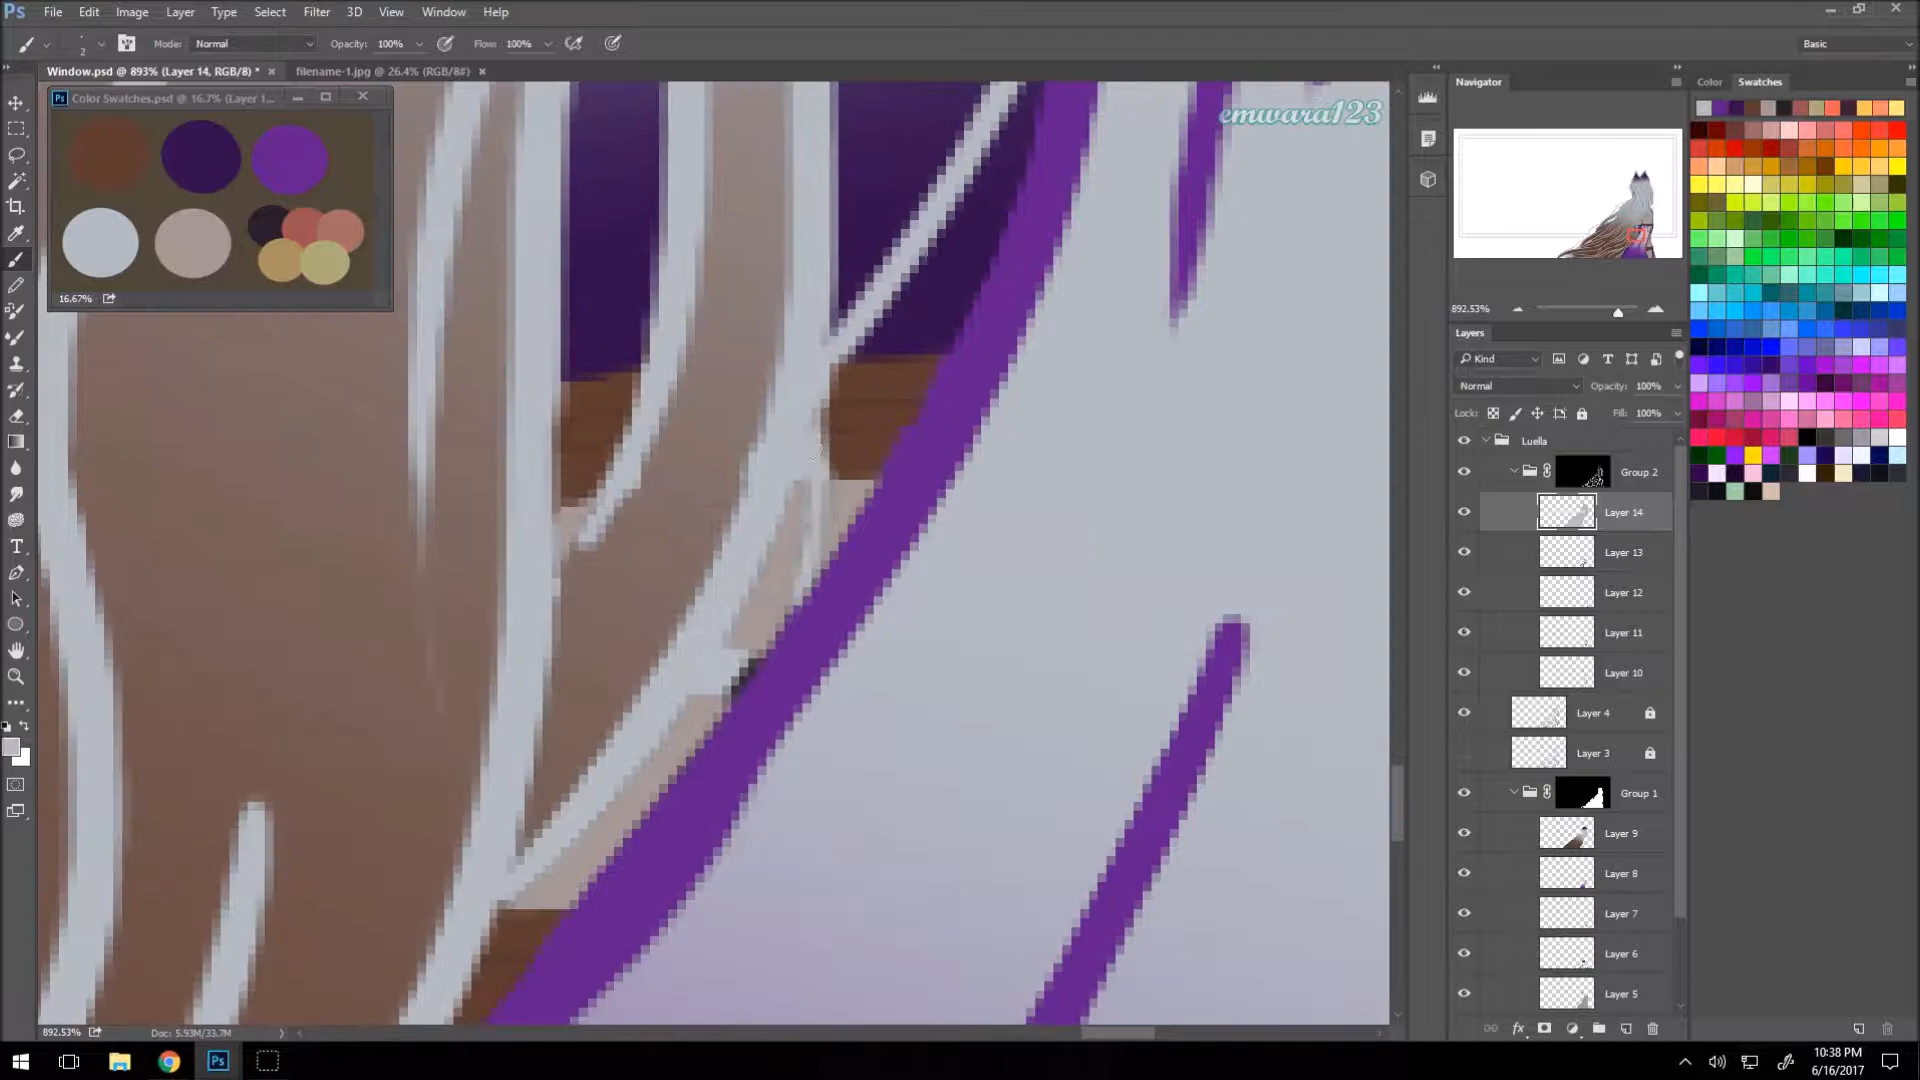 Ps File Edit Image Layer Type Select Filter 3D View Window Help
2 Mode: Normal Opacity: 100% Flow: 100% Basic
Window.psd @ 893% (Layer 14, RGB/8) * filename-1.jpg @ 26.4% (RGB/8#)
Ps Color Swatches.psd @ 16.7% (Layer 1...
16.67%
emwara123
Navigator
Color Swatches
892.53%
Layers
Kind
Normal Opacity: 100%
Lock: Fill: 100%
Luella
Group 2
Layer 14
Layer 13
Layer 12
Layer 11
Layer 10
Layer 4
Layer 3
Group 1
Layer 9
Layer 8
Layer 7
Layer 6
Layer 5
fx
892.53% Doc: 5.93M/33.7M
Ps
10:38 PM
6/16/2017